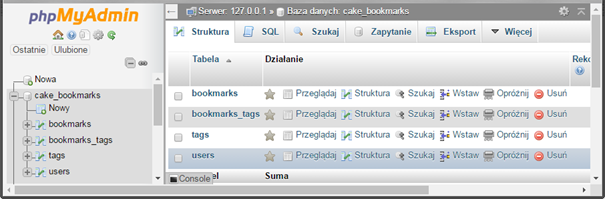 phpMyAdmin
Ostatnie Ulubione
Nowa
cake_bookmarks
Nowy
bookmarks
bookmarks_tags
tags
users
Serwer: 127.0.0.1 » Baza danych: cake_bookmarks
Struktura SQL Szukaj Zapytanie Eksport Więcej
Tabela Działanie Reko
bookmarks Przeglądaj Struktura Szukaj Wstaw Opróżnij Usuń
bookmarks_tags Przeglądaj Struktura Szukaj Wstaw Opróżnij Usuń
tags Przeglądaj Struktura Szukaj Wstaw Opróżnij Usuń
users Przeglądaj Struktura Szukaj Wstaw Opróżnij Usuń
Console el Suma